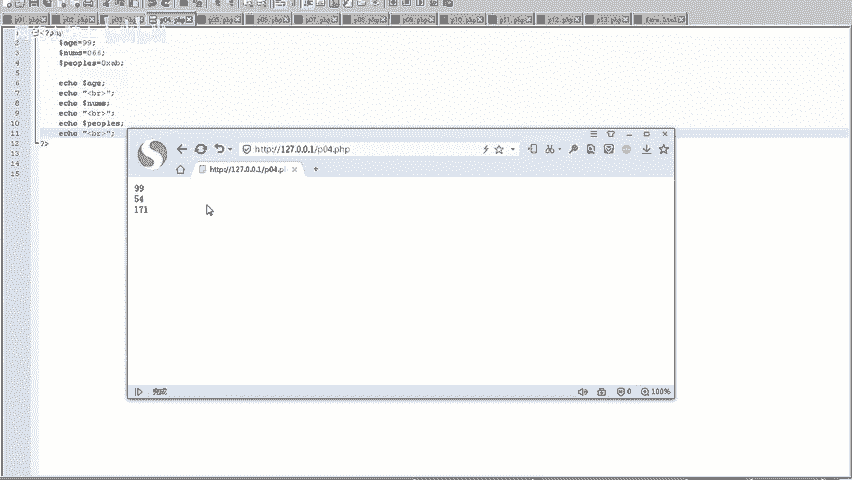 p01.php p02.php p03.php p04.php p05.php p06.php p07.php p08.php p09.php p10.php p11.php p12.php p13.php form.html
1 <?php
2 $age=99;
3 $nums=066;
4 $peoples=0xab;
5
6 echo $age;
7 echo "<br>";
8 echo $nums;
9 echo "<br>";
10 echo $peoples;
11 echo "<br>";
12 ?>
13
14
15
http://127.0.0.1/p04.php
http://127.0.0.1/p04.p
99
54
171
完成
0
100%